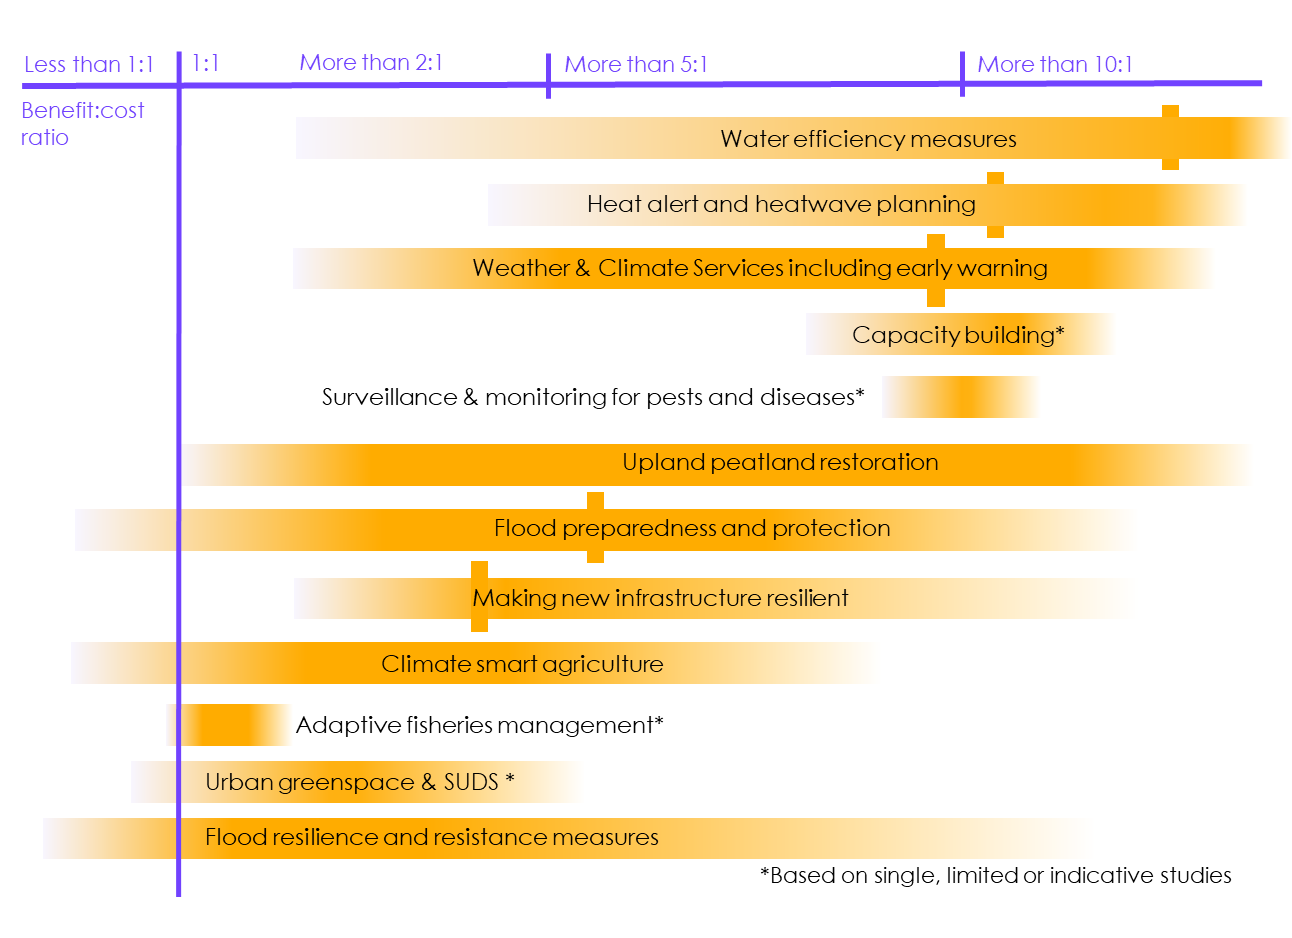 Less than 1:1
1:1
More than 2:1
More than 5:1
More than 10:1
Benefit:cost
ratio
Water efficiency measures
Heat alert and heatwave planning
Weather & Climate Services including early warning
Capacity building*
Surveillance & monitoring for pests and diseases*
Upland peatland restoration
Flood preparedness and protection
Making new infrastructure resilient
Climate smart agriculture
Adaptive fisheries management*
Urban greenspace & SUDS *
Flood resilience and resistance measures
*Based on single, limited or indicative studies